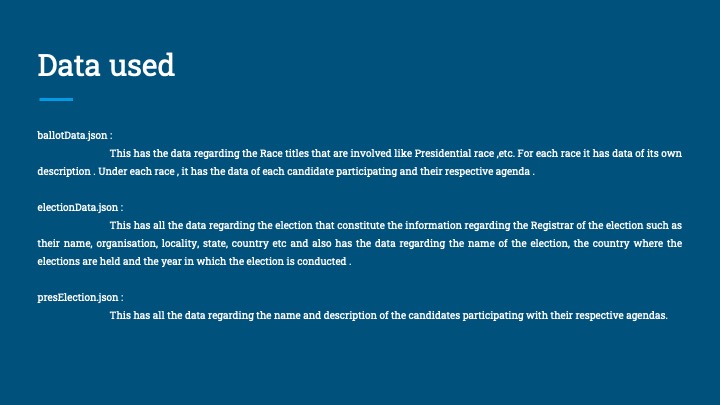 Data used
ballotData.json :
This has the data regarding the Race titles that are involved like Presidential race ,etc. For each race it has data of its own
description . Under each race , it has the data of each candidate participating and their respective agenda .
electionData.json :
This has all the data regarding the election that constitute the information regarding the Registrar of the election such as
their name, organisation, locality, state, country etc and also has the data regarding the name of the election, the country where the
elections are held and the year in which the election is conducted .
presElection.json :
This has all the data regarding the name and description of the candidates participating with their respective agendas.